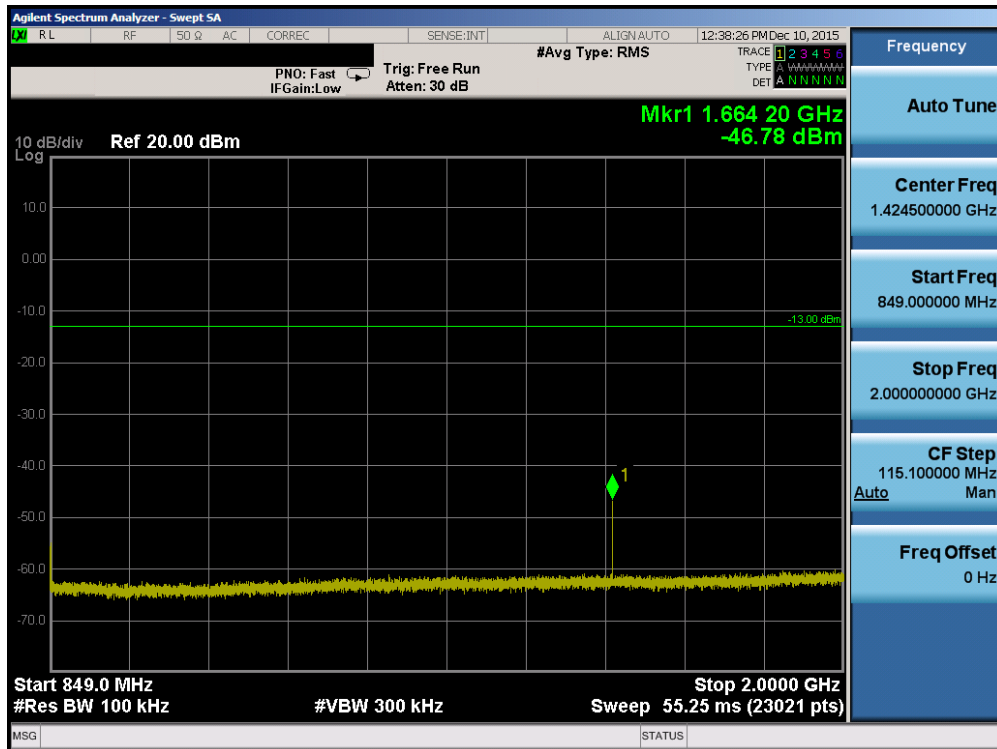 Agilent Spectrum Analyzer - Swept SA
LXI RL RF 50 Ω AC CORREC SENSE:INT ALIGN AUTO 12:38:26 PM Dec 10, 2015
#Avg Type: RMS
TRACE 1 2 3 4 5 6
TYPE A WWWWW
DET A N N N N N
PNO: Fast
IFGain:Low
Trig: Free Run
Atten: 30 dB
Mkr1 1.664 20 GHz
-46.78 dBm
10 dB/div Ref 20.00 dBm
Log
10.0
0.00
-10.0
-13.00 dBm
-20.0
-30.0
-40.0
1
-50.0
-60.0
-70.0
Start 849.0 MHz Stop 2.0000 GHz
#Res BW 100 kHz #VBW 300 kHz Sweep 55.25 ms (23021 pts)
MSG STATUS
Frequency
Auto Tune
Center Freq
1.424500000 GHz
Start Freq
849.000000 MHz
Stop Freq
2.000000000 GHz
CF Step
115.100000 MHz
Auto Man
Freq Offset
0 Hz